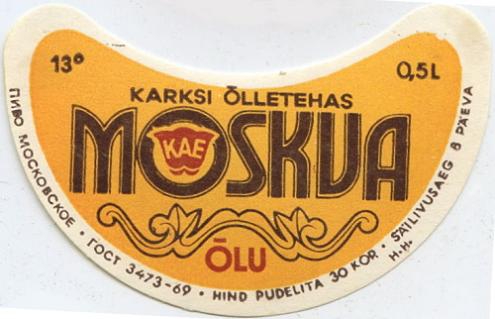 13° 0,5L
KARKSI ÕLLETEHAS
MOSKVA
KAE
ÕLU
ПИВО МОСКОВСКОЕ · ГОСТ 3473-69 · HIND PUDELITA 30 KOP. · SÄILIVUSAEG 8 PÄEVA
H.H.